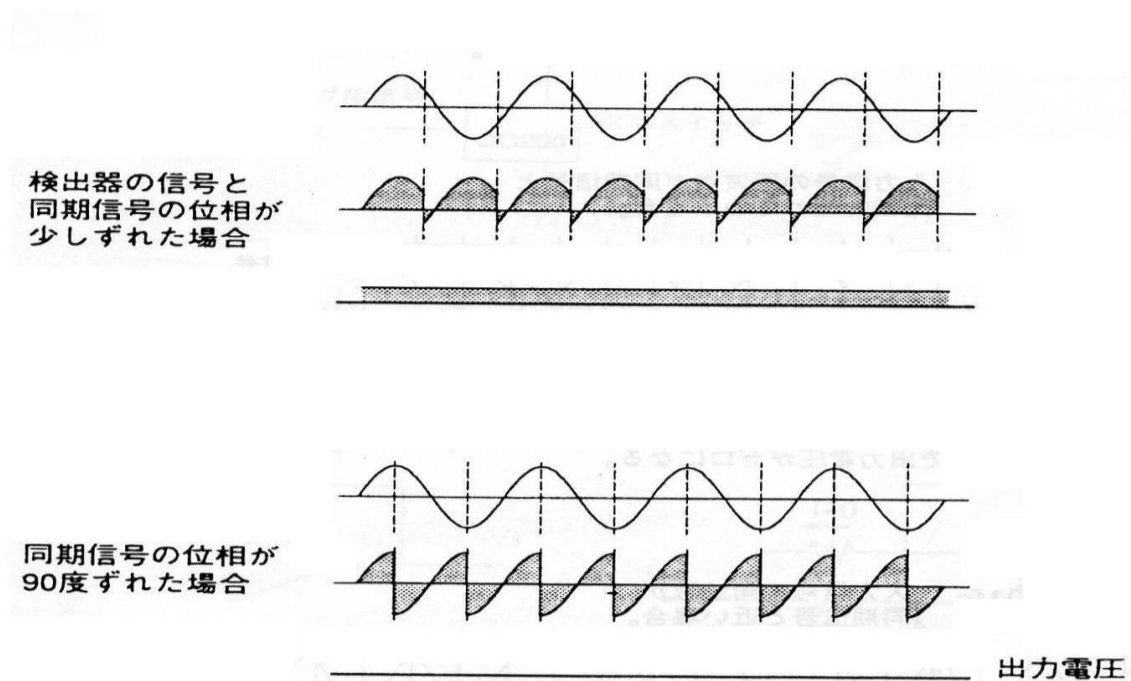 検出器の信号と
同期信号の位相が
少しずれた場合
同期信号の位相が
90度ずれた場合
出力電圧